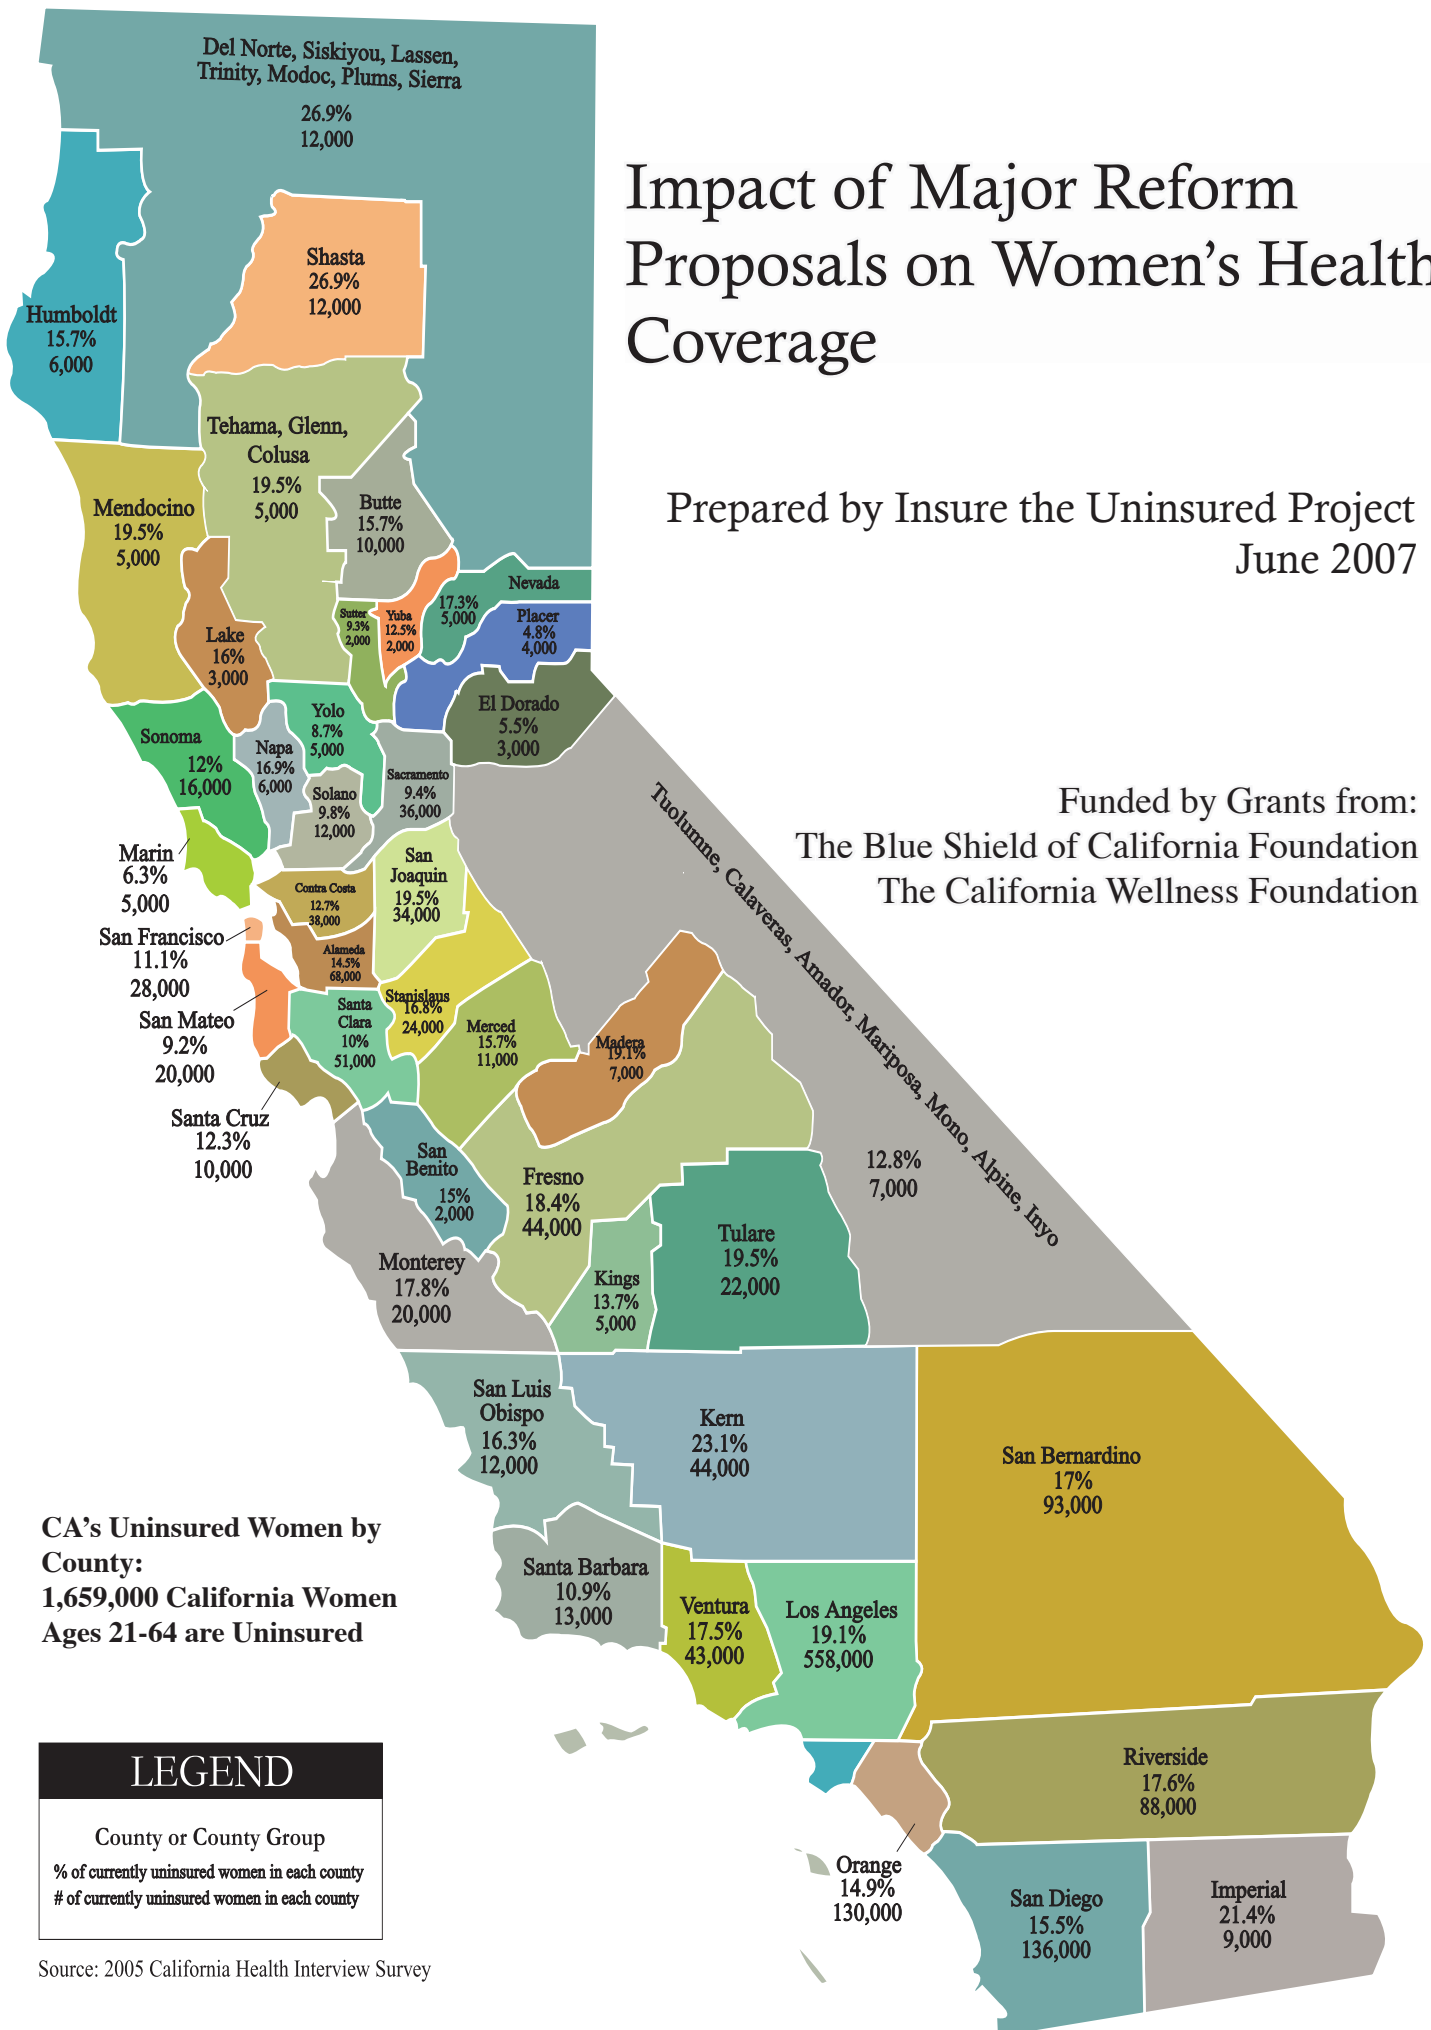 Del Norte, Siskiyou, Lassen,
Trinity, Modoc, Plums, Sierra
26.9%
12,000
Impact of Major Reform
Proposals on Women's Health
Coverage
Shasta
26.9%
12,000
Humboldt
15.7%
6,000
Tehama, Glenn,
Colusa
19.5%
5,000
Mendocino
19.5%
5,000
Butte
15.7%
10,000
Prepared by Insure the Uninsured Project
June 2007
Nevada
17.3%
5,000
Sutter
9.3%
2,000
Yuba
12.5%
2,000
Placer
4.8%
4,000
Lake
16%
3,000
El Dorado
5.5%
3,000
Yolo
8.7%
5,000
Sonoma
12%
16,000
Napa
16.9%
6,000
Sacramento
9.4%
36,000
Solano
9.8%
12,000
Funded by Grants from:
The Blue Shield of California Foundation
The California Wellness Foundation
Tuolumne, Calaveras, Amador, Mariposa, Mono, Alpine, Inyo
12.8%
7,000
Marin
6.3%
5,000
San
Joaquin
19.5%
34,000
Contra Costa
12.7%
38,000
San Francisco
11.1%
28,000
Alameda
14.5%
68,000
San Mateo
9.2%
20,000
Santa
Clara
10%
51,000
Stanislaus
16.8%
24,000
Merced
15.7%
11,000
Madera
19.1%
7,000
Santa Cruz
12.3%
10,000
San
Benito
15%
2,000
Fresno
18.4%
44,000
Tulare
19.5%
22,000
Monterey
17.8%
20,000
Kings
13.7%
5,000
San Luis
Obispo
16.3%
12,000
Kern
23.1%
44,000
San Bernardino
17%
93,000
CA's Uninsured Women by
County:
1,659,000 California Women
Ages 21-64 are Uninsured
Santa Barbara
10.9%
13,000
Ventura
17.5%
43,000
Los Angeles
19.1%
558,000
Riverside
17.6%
88,000
Orange
14.9%
130,000
San Diego
15.5%
136,000
Imperial
21.4%
9,000
LEGEND
County or County Group
% of currently uninsured women in each county
# of currently uninsured women in each county
Source: 2005 California Health Interview Survey